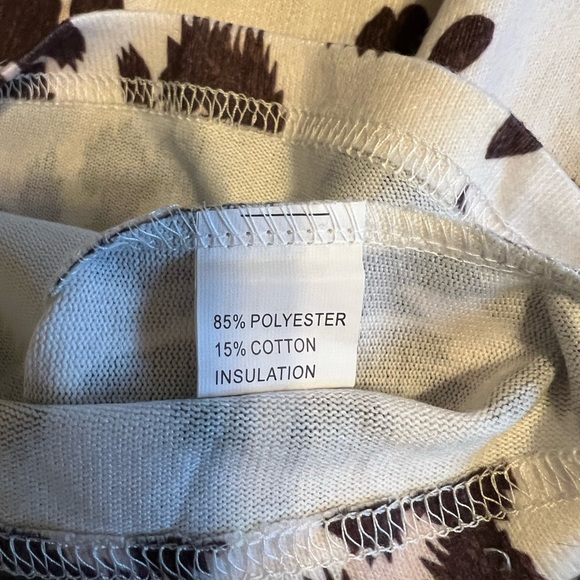 85% POLYESTER
15% COTTON
INSULATION